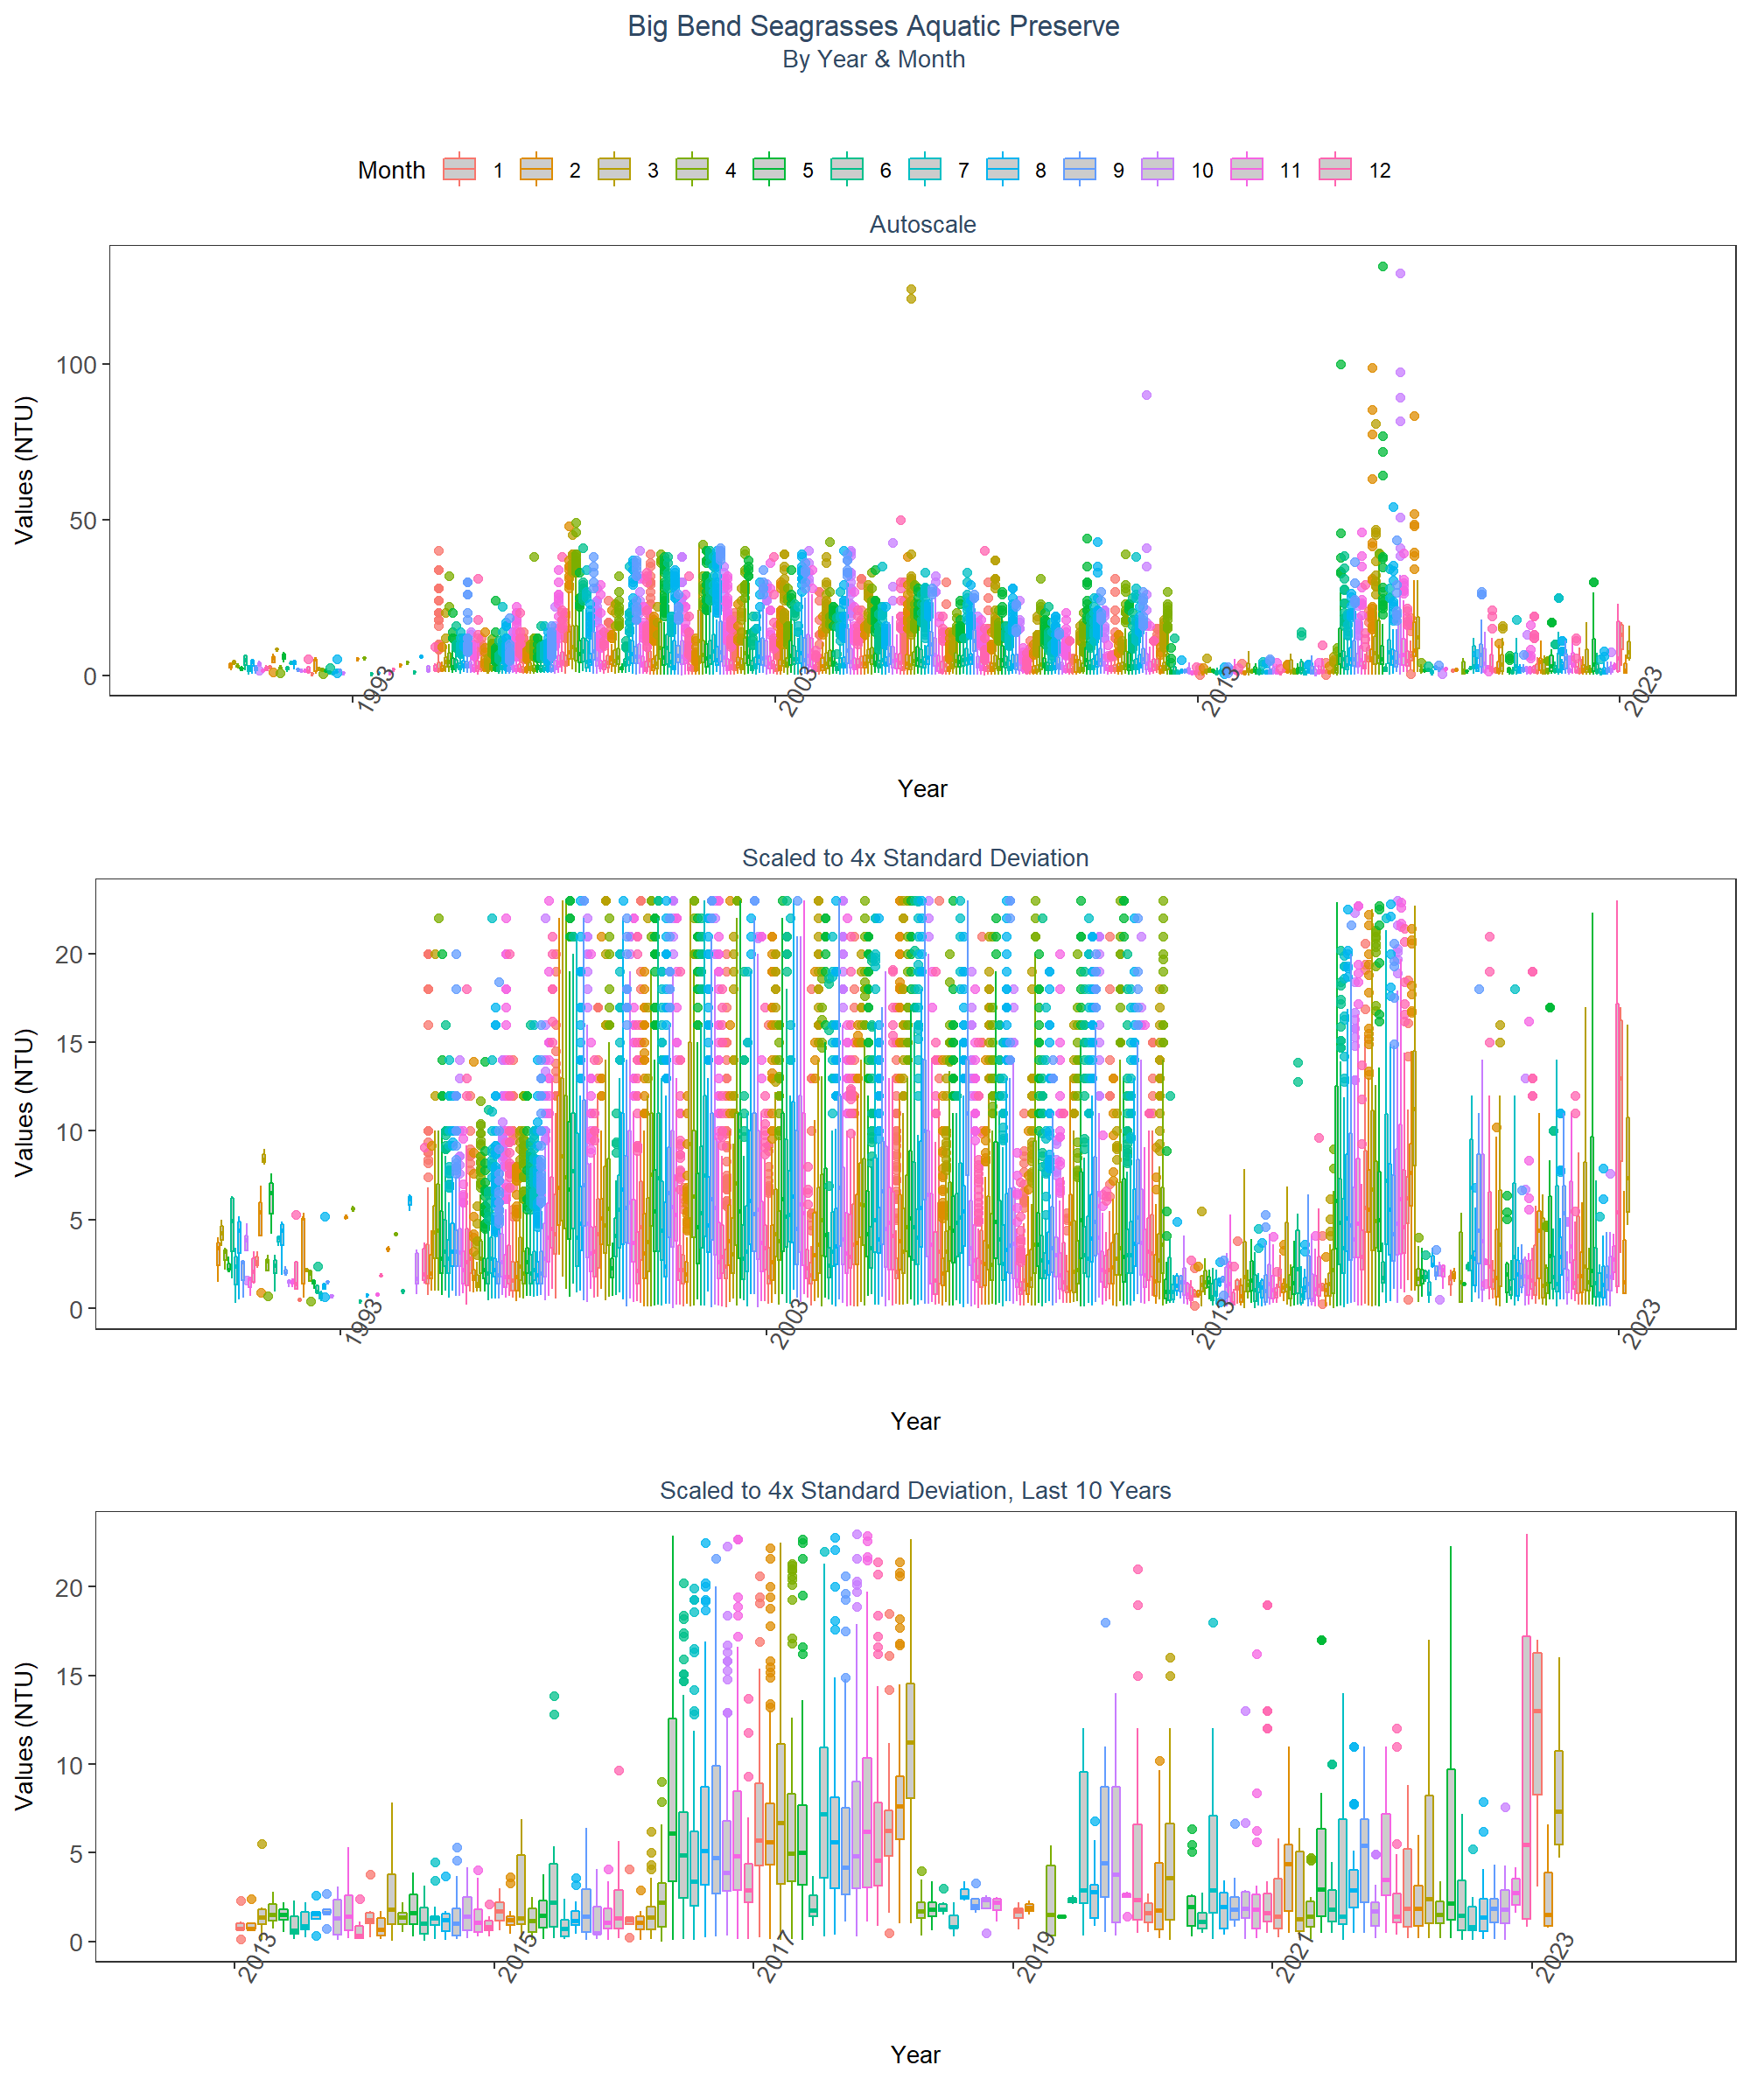 Big Bend Seagrasses Aquatic Preserve
By Year & Month
Month 1 2 3 4 5 6 7 8 9 10 11 12
Autoscale
Values (NTU)
100
50
0
1993 2003 2013 2023
Year
Scaled to 4x Standard Deviation
Values (NTU)
20
15
10
5
0
1993 2003 2013 2023
Year
Scaled to 4x Standard Deviation, Last 10 Years
Values (NTU)
20
15
10
5
0
2013 2015 2017 2019 2021 2023
Year